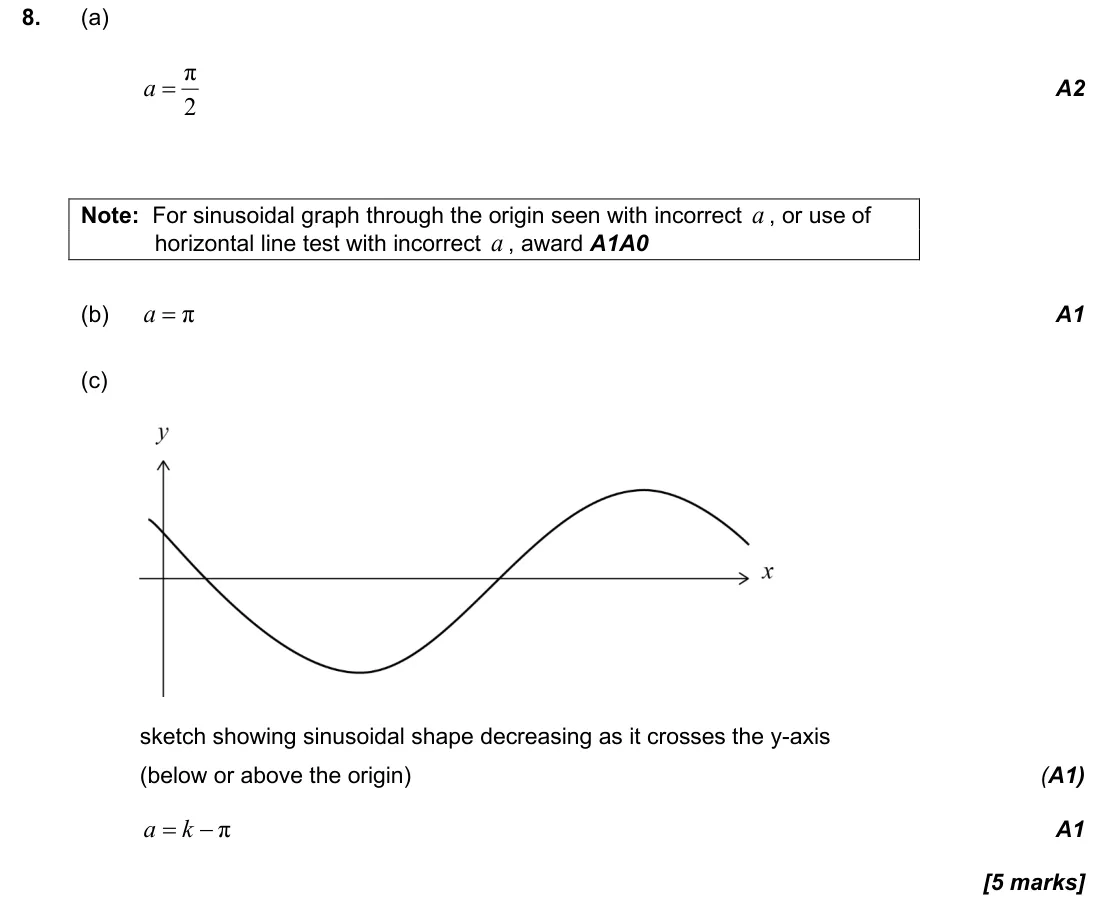 8. (a)
a = π/2 A2
Note: For sinusoidal graph through the origin seen with incorrect a , or use of
horizontal line test with incorrect a , award A1A0
(b) a = π A1
(c)
y
x
sketch showing sinusoidal shape decreasing as it crosses the y-axis
(below or above the origin) (A1)
a = k − π A1
[5 marks]